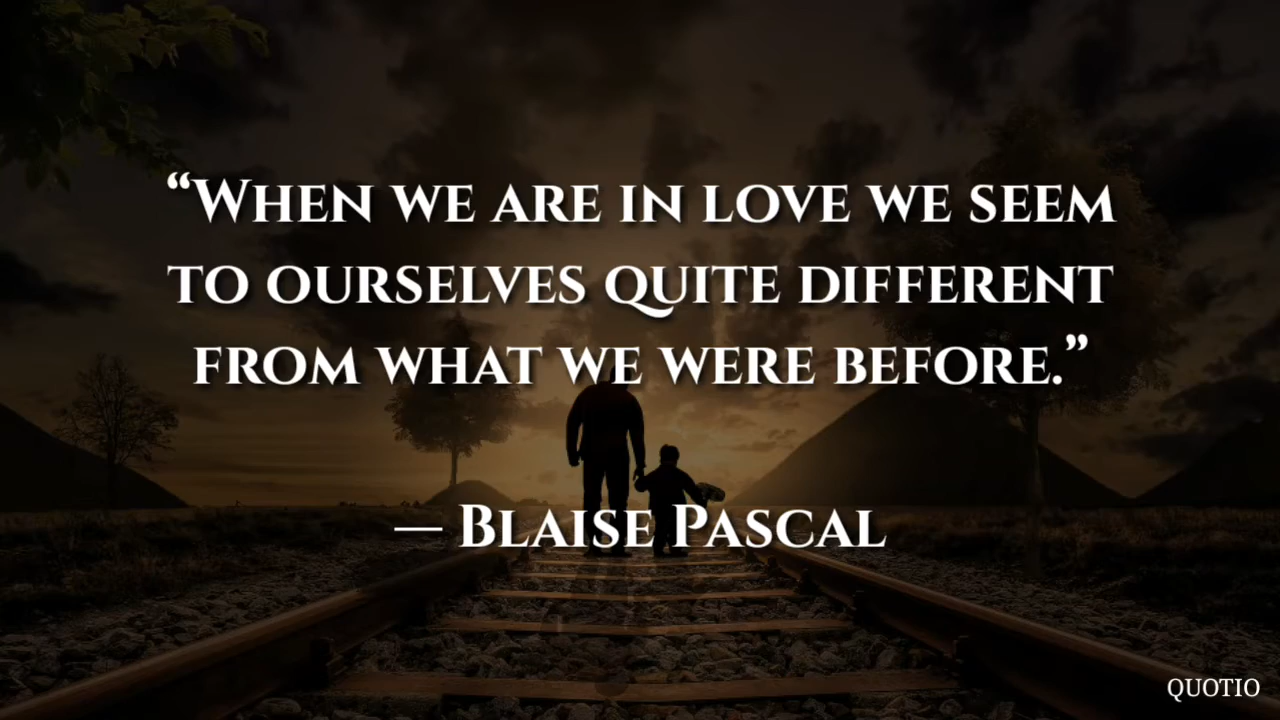 “When we are in love we seem
to ourselves quite different
from what we were before.”
— Blaise Pascal
QUOTIO